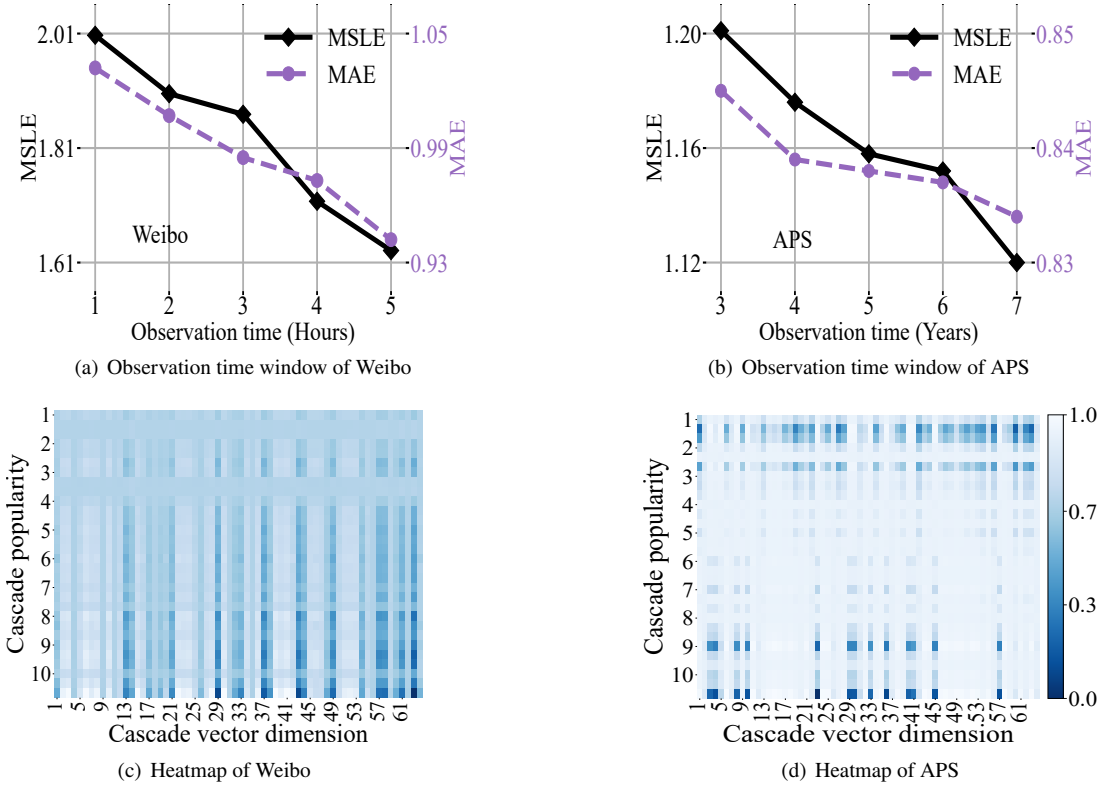 2.01
1.81
1.61
MSLE
1.05
0.99
0.93
MAE
MSLE
MAE
Weibo
1 2 3 4 5
Observation time (Hours)
(a) Observation time window of Weibo
1.20
1.16
1.12
MSLE
0.85
0.84
0.83
MAE
MSLE
MAE
APS
3 4 5 6 7
Observation time (Years)
(b) Observation time window of APS
Cascade popularity
1
2
3
4
5
6
7
8
9
10
1 5 9 13 17 21 25 29 33 37 41 45 49 53 57 61
Cascade vector dimension
(c) Heatmap of Weibo
Cascade popularity
1
2
3
4
5
6
7
8
9
10
1 5 9 13 17 21 25 29 33 37 41 45 49 53 57 61
Cascade vector dimension
1.0
0.7
0.3
0.0
(d) Heatmap of APS